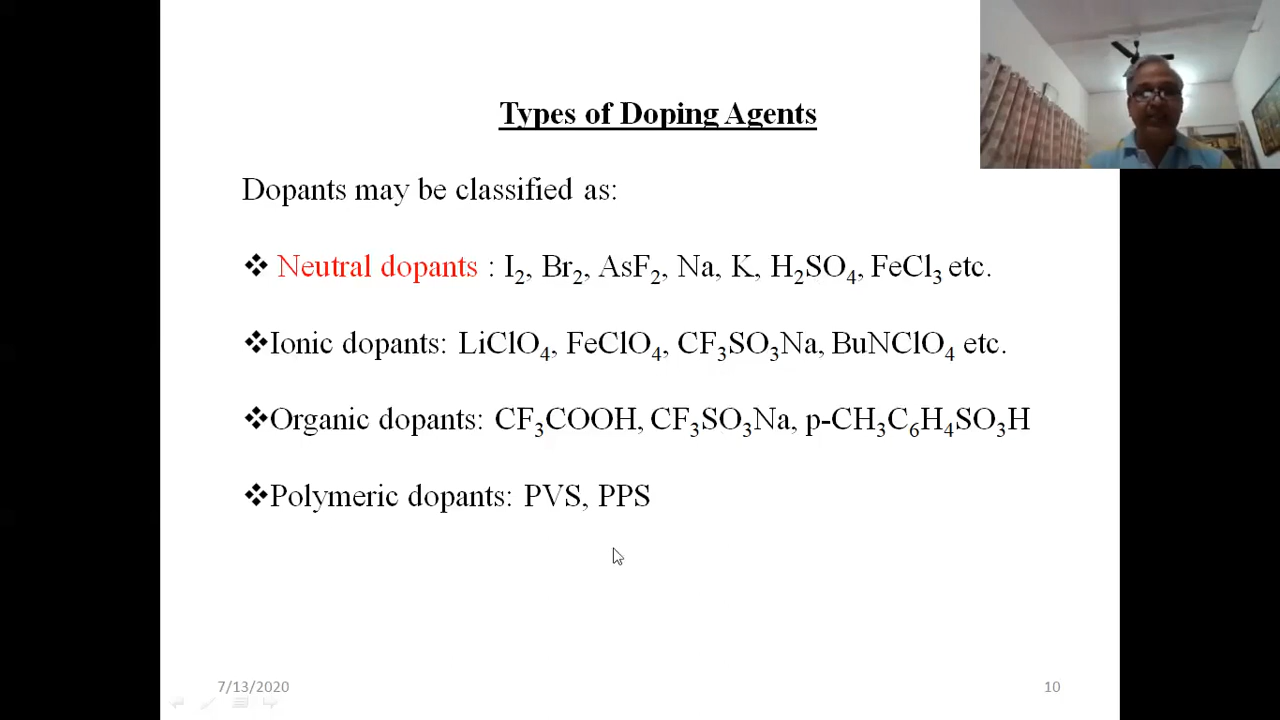 Types of Doping Agents
Dopants may be classified as:
❖ Neutral dopants : I₂, Br₂, AsF₂, Na, K, H₂SO₄, FeCl₃ etc.
❖Ionic dopants: LiClO₄, FeClO₄, CF₃SO₃Na, BuNClO₄ etc.
❖Organic dopants: CF₃COOH, CF₃SO₃Na, p-CH₃C₆H₄SO₃H
❖Polymeric dopants: PVS, PPS
7/13/2020
10